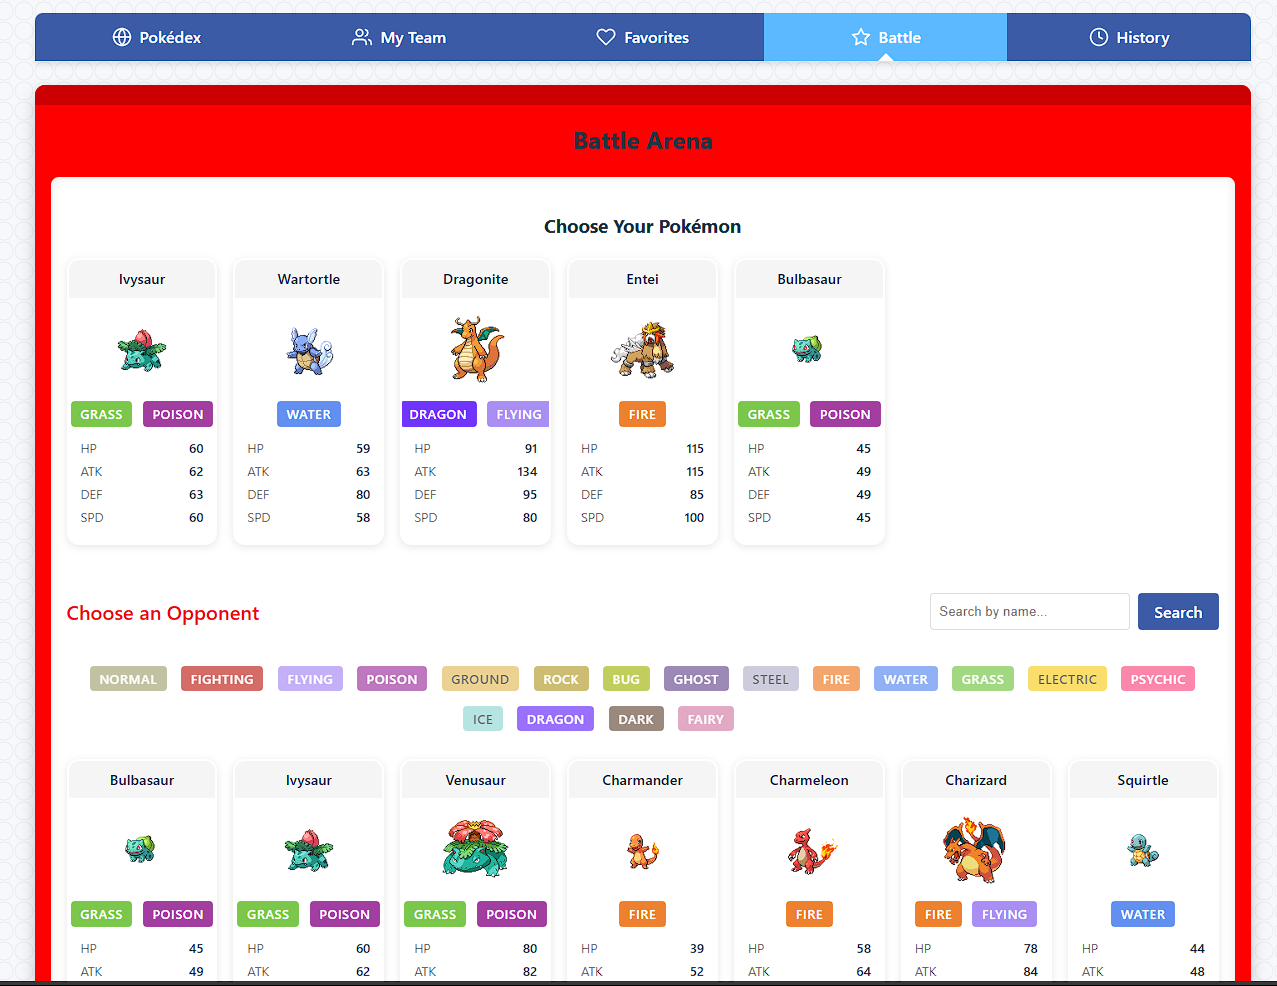 Pokédex My Team Favorites Battle History
Battle Arena
Choose Your Pokémon
Ivysaur Wartortle Dragonite Entei Bulbasaur
GRASS POISON WATER DRAGON FLYING FIRE GRASS POISON
HP 60 HP 59 HP 91 HP 115 HP 45
ATK 62 ATK 63 ATK 134 ATK 115 ATK 49
DEF 63 DEF 80 DEF 95 DEF 85 DEF 49
SPD 60 SPD 58 SPD 80 SPD 100 SPD 45
Choose an Opponent Search by name... Search
NORMAL FIGHTING FLYING POISON GROUND ROCK BUG GHOST STEEL FIRE WATER GRASS ELECTRIC PSYCHIC
ICE DRAGON DARK FAIRY
Bulbasaur Ivysaur Venusaur Charmander Charmeleon Charizard Squirtle
GRASS POISON GRASS POISON GRASS POISON FIRE FIRE FIRE FLYING WATER
HP 45 HP 60 HP 80 HP 39 HP 58 HP 78 HP 44
ATK 49 ATK 62 ATK 82 ATK 52 ATK 64 ATK 84 ATK 48